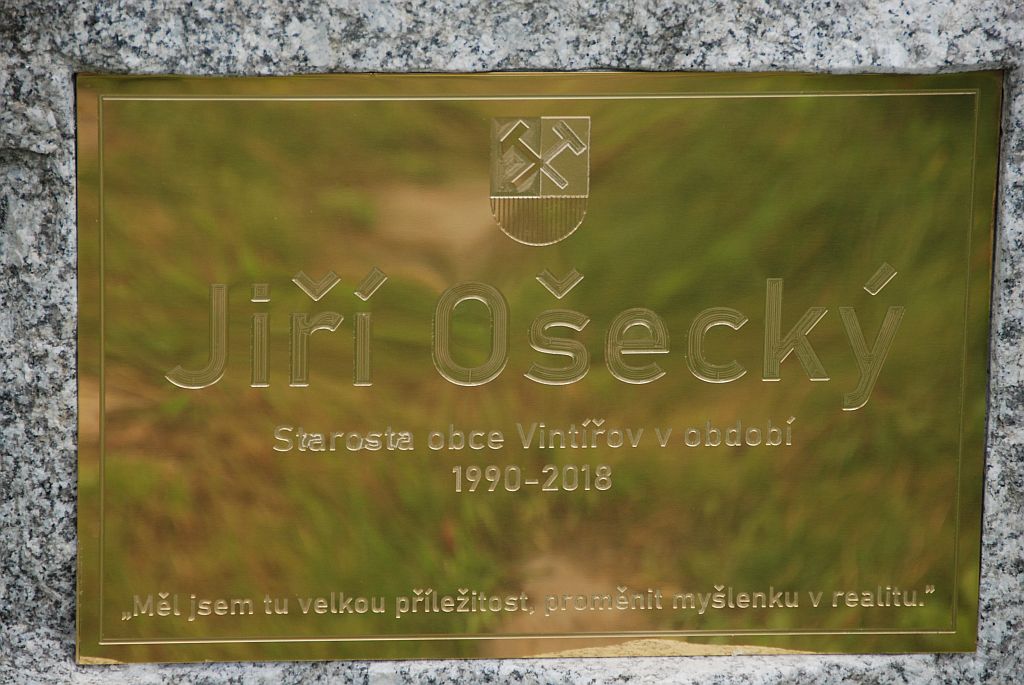 Jiří Ošecký
Starosta obce Vintířov v období
1990-2018
„Měl jsem tu velkou příležitost, proměnit myšlenku v realitu.”